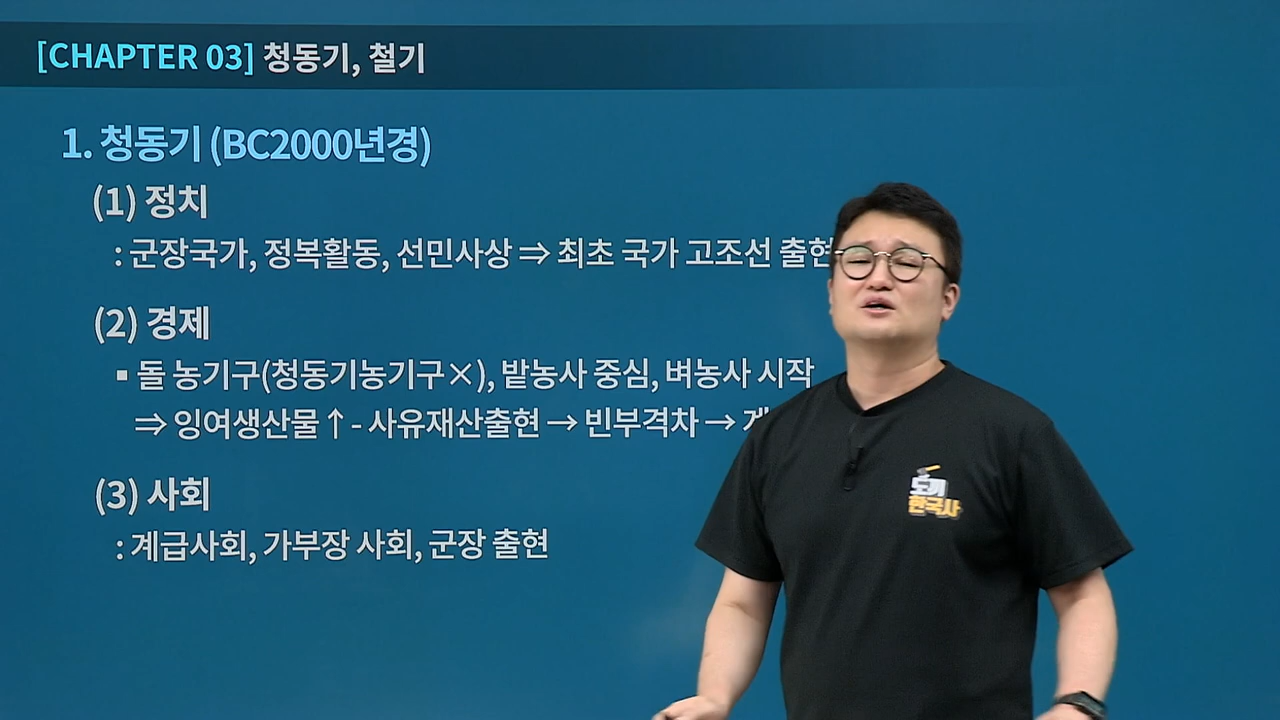 [CHAPTER 03] 청동기, 철기
1. 청동기 (BC2000년경)
(1) 정치
: 군장국가, 정복활동, 선민사상 ⇒ 최초 국가 고조선 출현
(2) 경제
▪ 돌 농기구(청동기농기구×), 밭농사 중심, 벼농사 시작
⇒ 잉여생산물↑ - 사유재산출현 → 빈부격차 →
(3) 사회
: 계급사회, 가부장 사회, 군장 출현
도끼
한국사